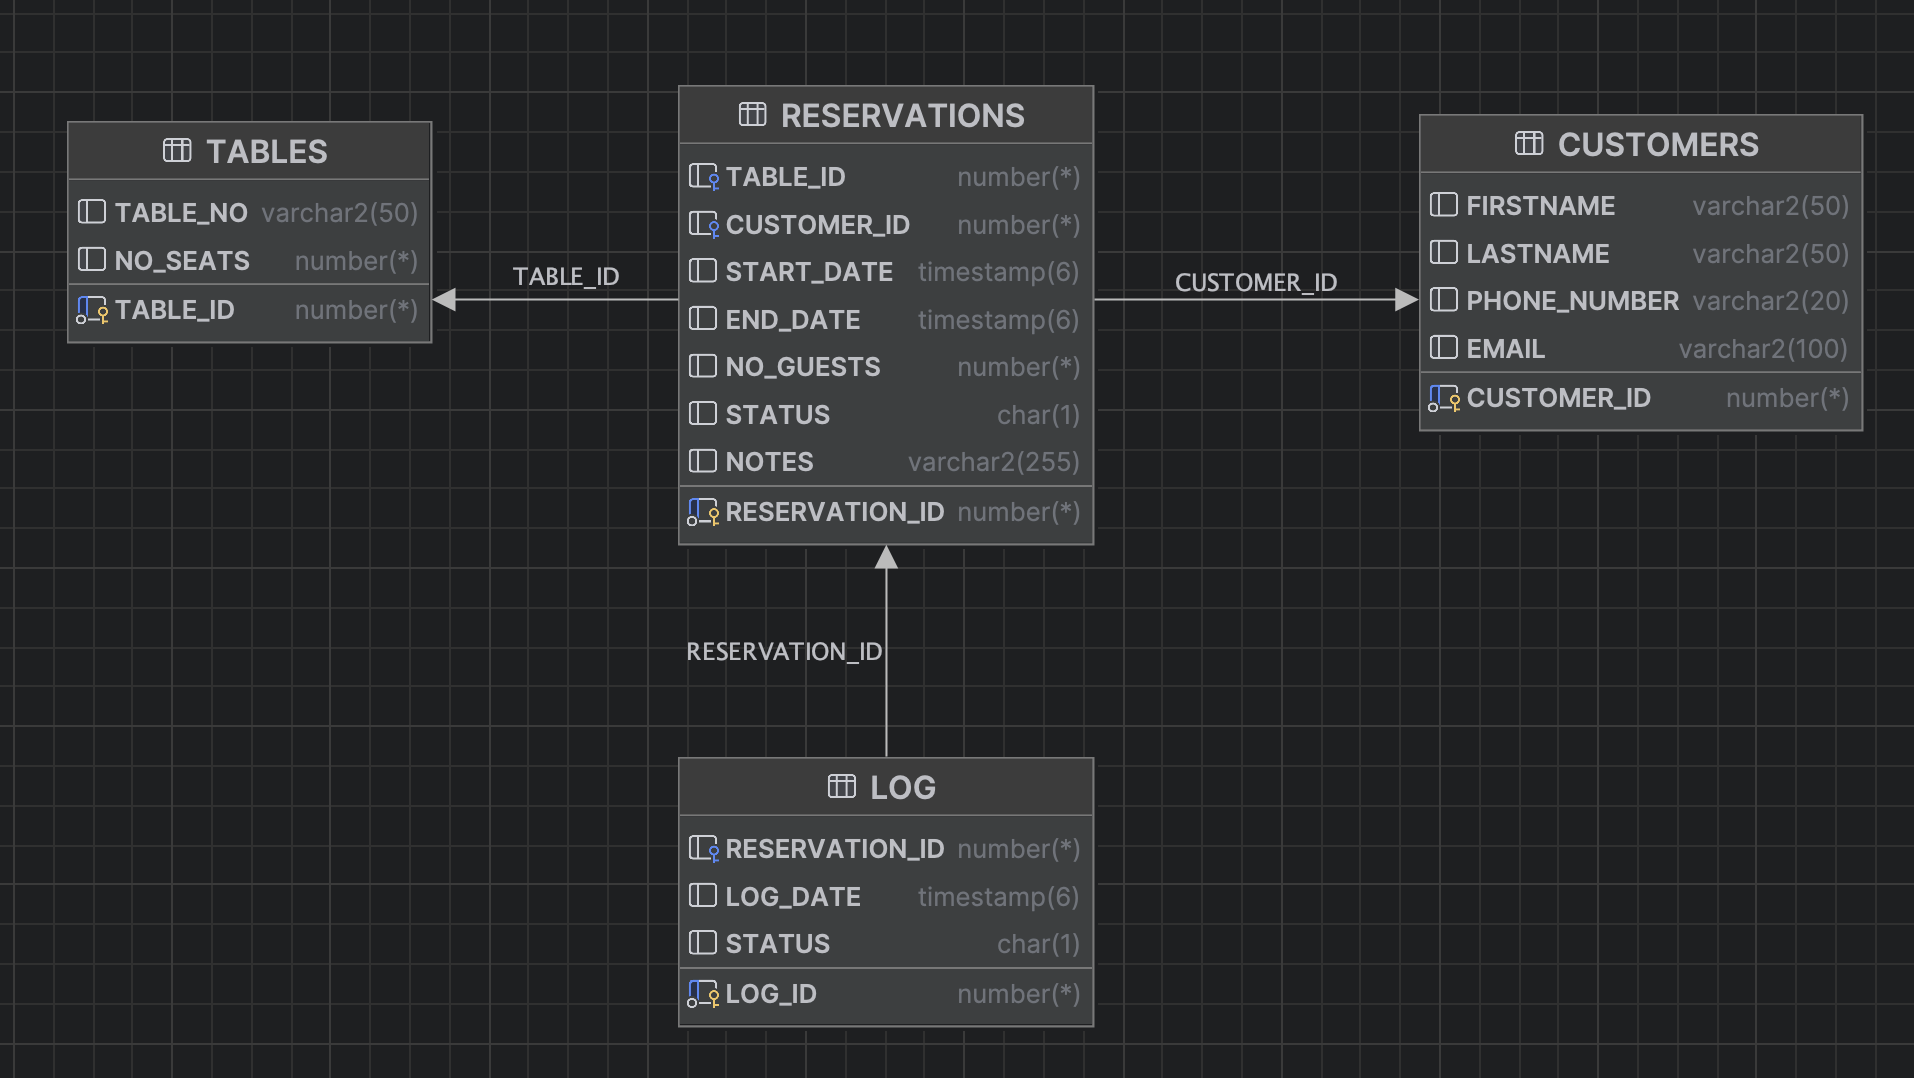 TABLES
TABLE_NO varchar2(50)
NO_SEATS number(*)
TABLE_ID number(*)
TABLE_ID
RESERVATIONS
TABLE_ID number(*)
CUSTOMER_ID number(*)
START_DATE timestamp(6)
END_DATE timestamp(6)
NO_GUESTS number(*)
STATUS char(1)
NOTES varchar2(255)
RESERVATION_ID number(*)
CUSTOMER_ID
CUSTOMERS
FIRSTNAME varchar2(50)
LASTNAME varchar2(50)
PHONE_NUMBER varchar2(20)
EMAIL varchar2(100)
CUSTOMER_ID number(*)
RESERVATION_ID
LOG
RESERVATION_ID number(*)
LOG_DATE timestamp(6)
STATUS char(1)
LOG_ID number(*)